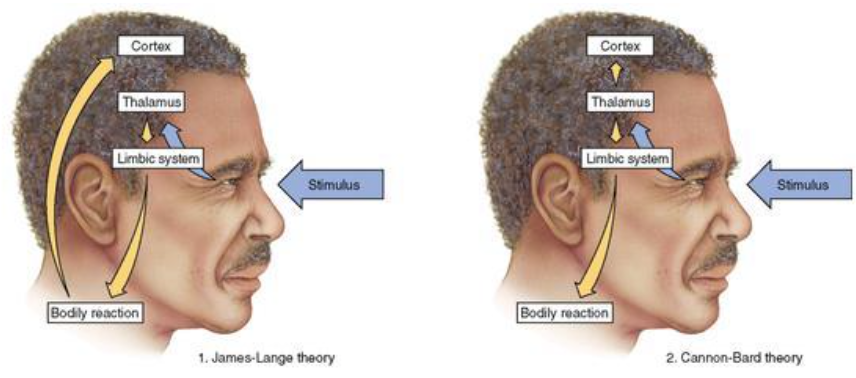 Cortex
Thalamus
Limbic system
Stimulus
Bodily reaction
1. James-Lange theory
Cortex
Thalamus
Limbic system
Stimulus
Bodily reaction
2. Cannon-Bard theory